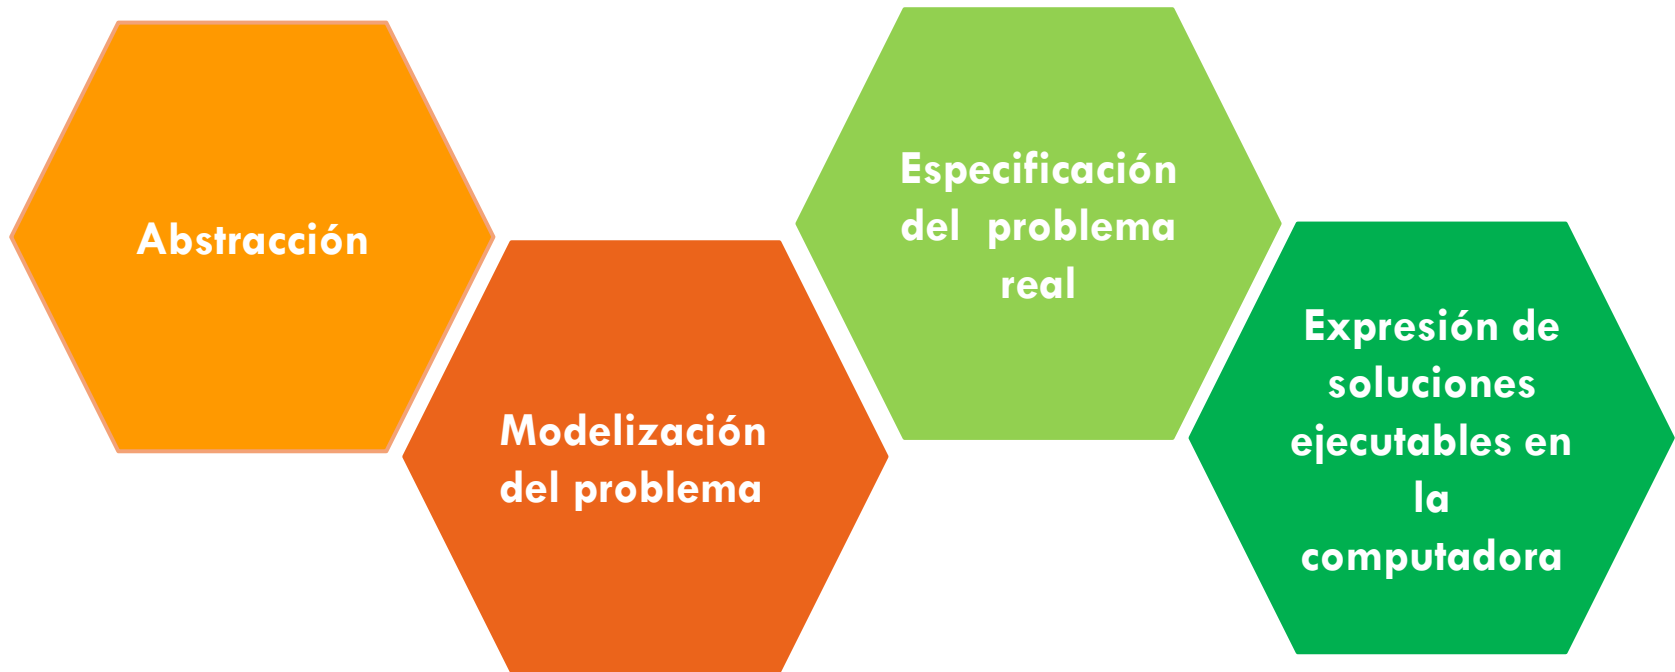 Abstracción
Modelización
del problema
Especificación
del problema
real
Expresión de
soluciones
ejecutables en
la
computadora